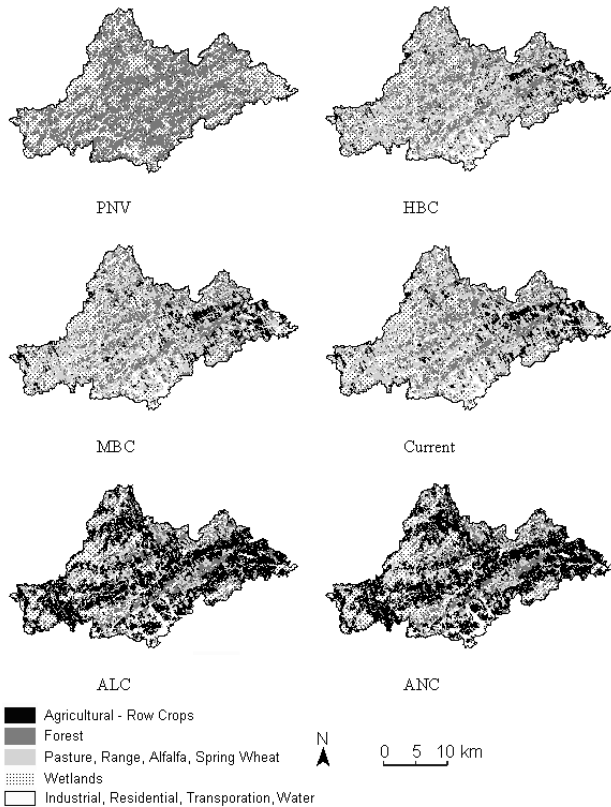 PNV
HBC
MBC
Current
ALC
ANC
Agricultural - Row Crops
Forest
Pasture, Range, Alfalfa, Spring Wheat
Wetlands
Industrial, Residential, Transporation, Water
N
0 5 10 km